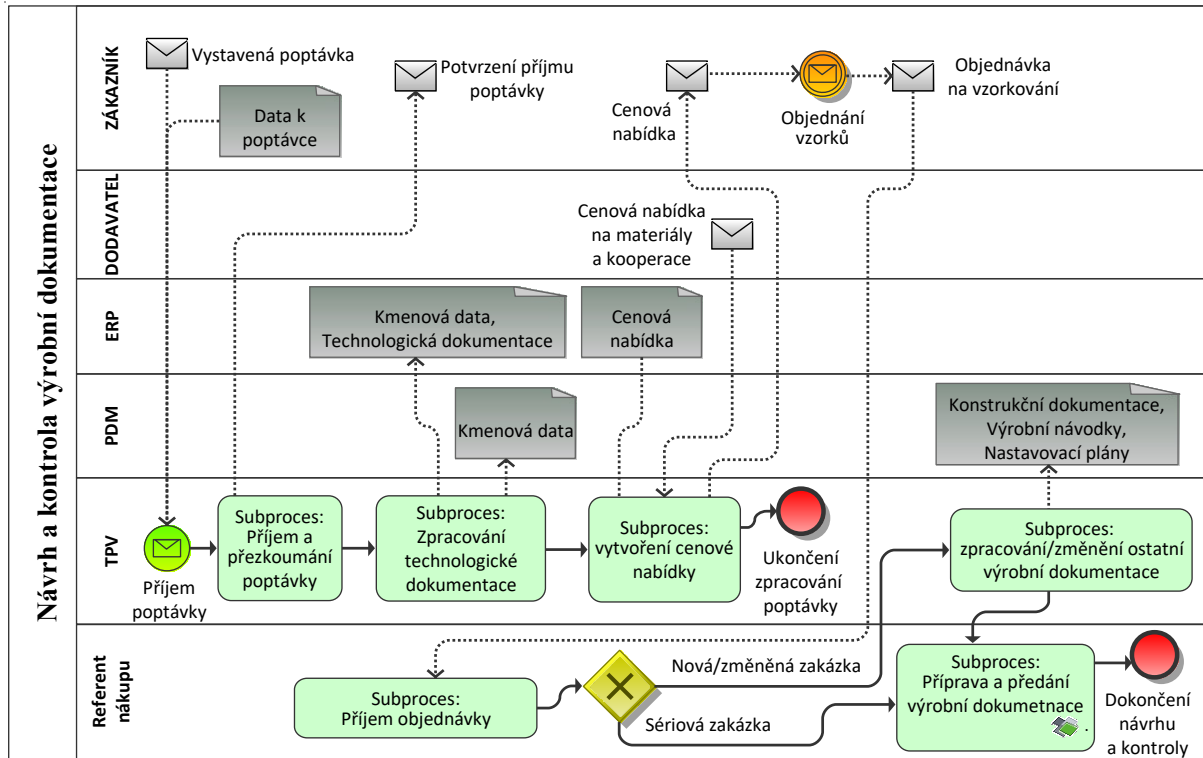 Návrh a kontrola výrobní dokumentace
ZÁKAZNÍK
Vystavená poptávka
Data k
poptávce
Potvrzení příjmu
poptávky
Cenová
nabídka
Objednání
vzorků
Objednávka
na vzorkování
DODAVATEL
Cenová nabídka
na materiály
a kooperace
ERP
Kmenová data,
Technologická dokumentace
Cenová
nabídka
PDM
Kmenová data
Konstrukční dokumentace,
Výrobní návodky,
Nastavovací plány
TPV
Příjem
poptávky
Subproces:
Příjem a
přezkoumání
poptávky
Subproces:
Zpracování
technologické
dokumentace
Subproces:
vytvoření cenové
nabídky
Ukončení
zpracování
poptávky
Subproces:
zpracování/změnění ostatní
výrobní dokumentace
Referent
nákupu
Subproces:
Příjem objednávky
Nová/změněná zakázka
Sériová zakázka
Subproces:
Příprava a předání
výrobní dokumetnace
.
Dokončení
návrhu
a kontroly